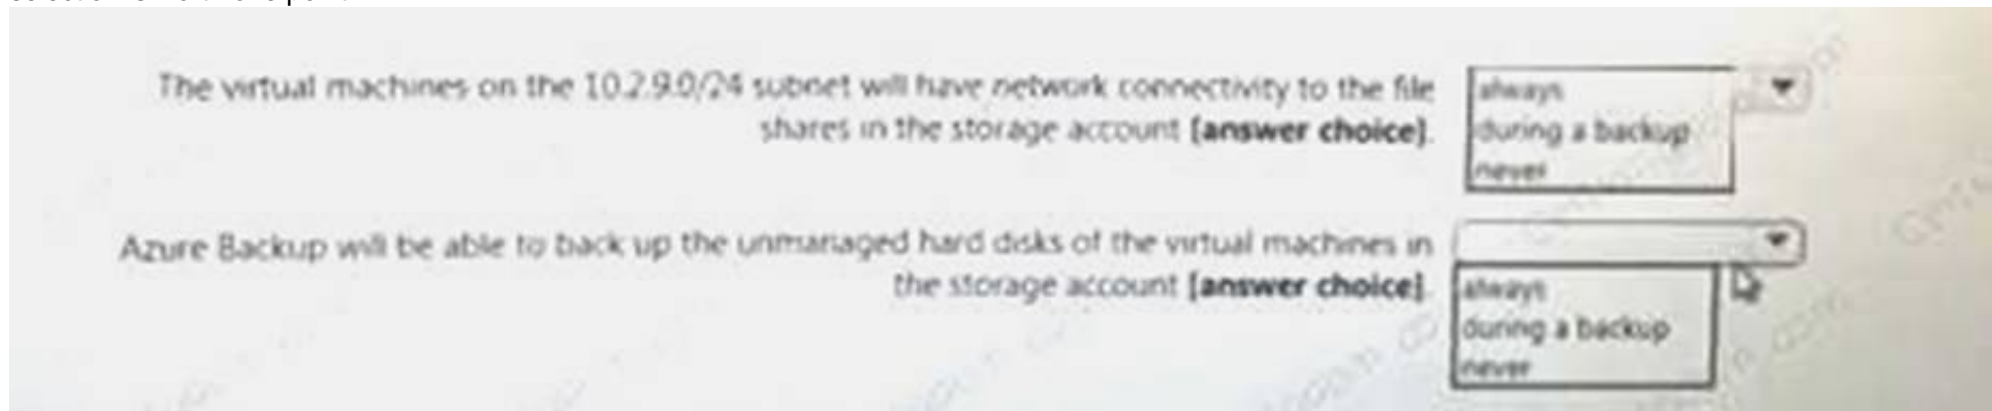 The virtual machines on the 10.2.9.0/24 subnet will have network connectivity to the file
shares in the storage account [answer choice].
always
during a backup
never
Azure Backup will be able to back up the unmanaged hard disks of the virtual machines in
the storage account [answer choice].
always
during a backup
never